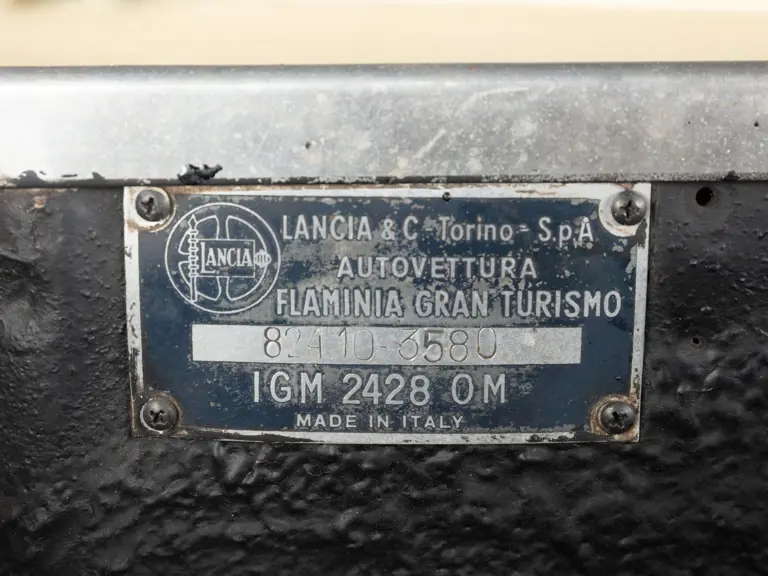 LANCIA
LANCIA & C. Torino - S.p.A
AUTOVETTURA
FLAMINIA GRAN TURISMO
82410-3580
IGM 2428 OM
MADE IN ITALY